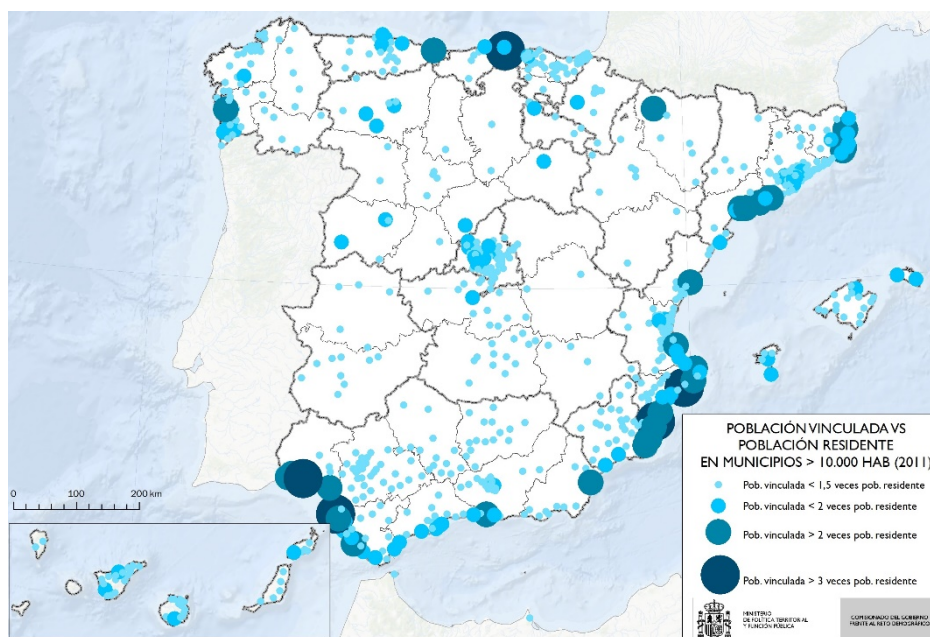 POBLACIÓN VINCULADA VS
POBLACIÓN RESIDENTE
EN MUNICIPIOS > 10.000 HAB (2011)
Pob. vinculada < 1,5 veces pob. residente
Pob. vinculada < 2 veces pob. residente
Pob. vinculada > 2 veces pob. residente
Pob. vinculada > 3 veces pob. residente
0 100 200 km
MINISTERIO
DE POLÍTICA TERRITORIAL
Y FUNCIÓN PÚBLICA
COMISIONADO DEL GOBIERNO
FRENTE AL RETO DEMOGRÁFICO